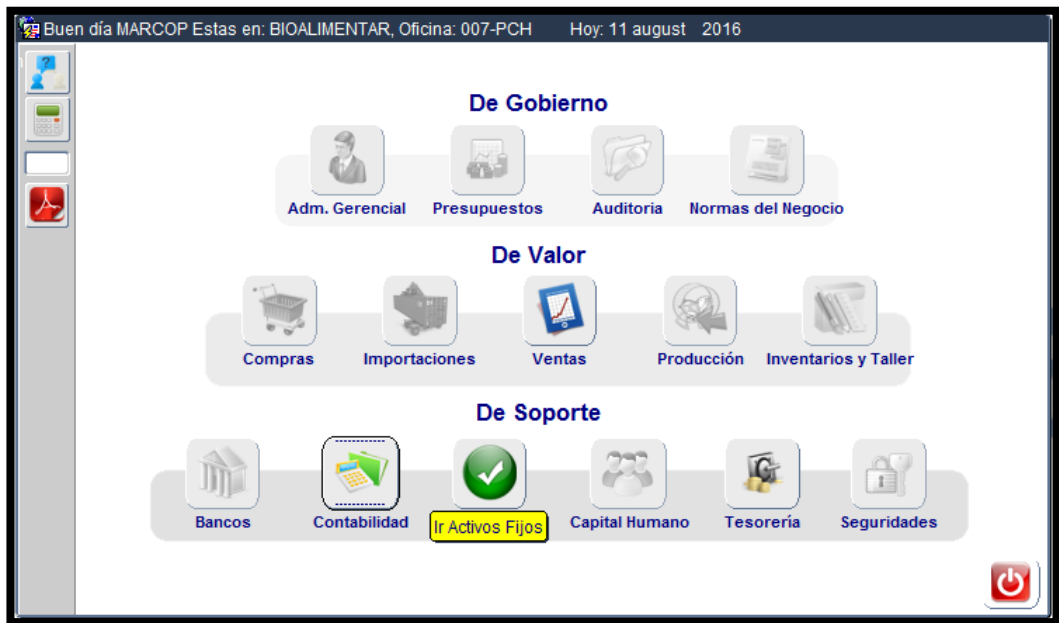 Buen día MARCOP Estas en: BIOALIMENTAR, Oficina: 007-PCH Hoy: 11 august 2016
?
De Gobierno
Adm. Gerencial Presupuestos Auditoria Normas del Negocio
De Valor
Compras Importaciones Ventas Producción Inventarios y Taller
De Soporte
Bancos Contabilidad Ir Activos Fijos Capital Humano Tesorería Seguridades